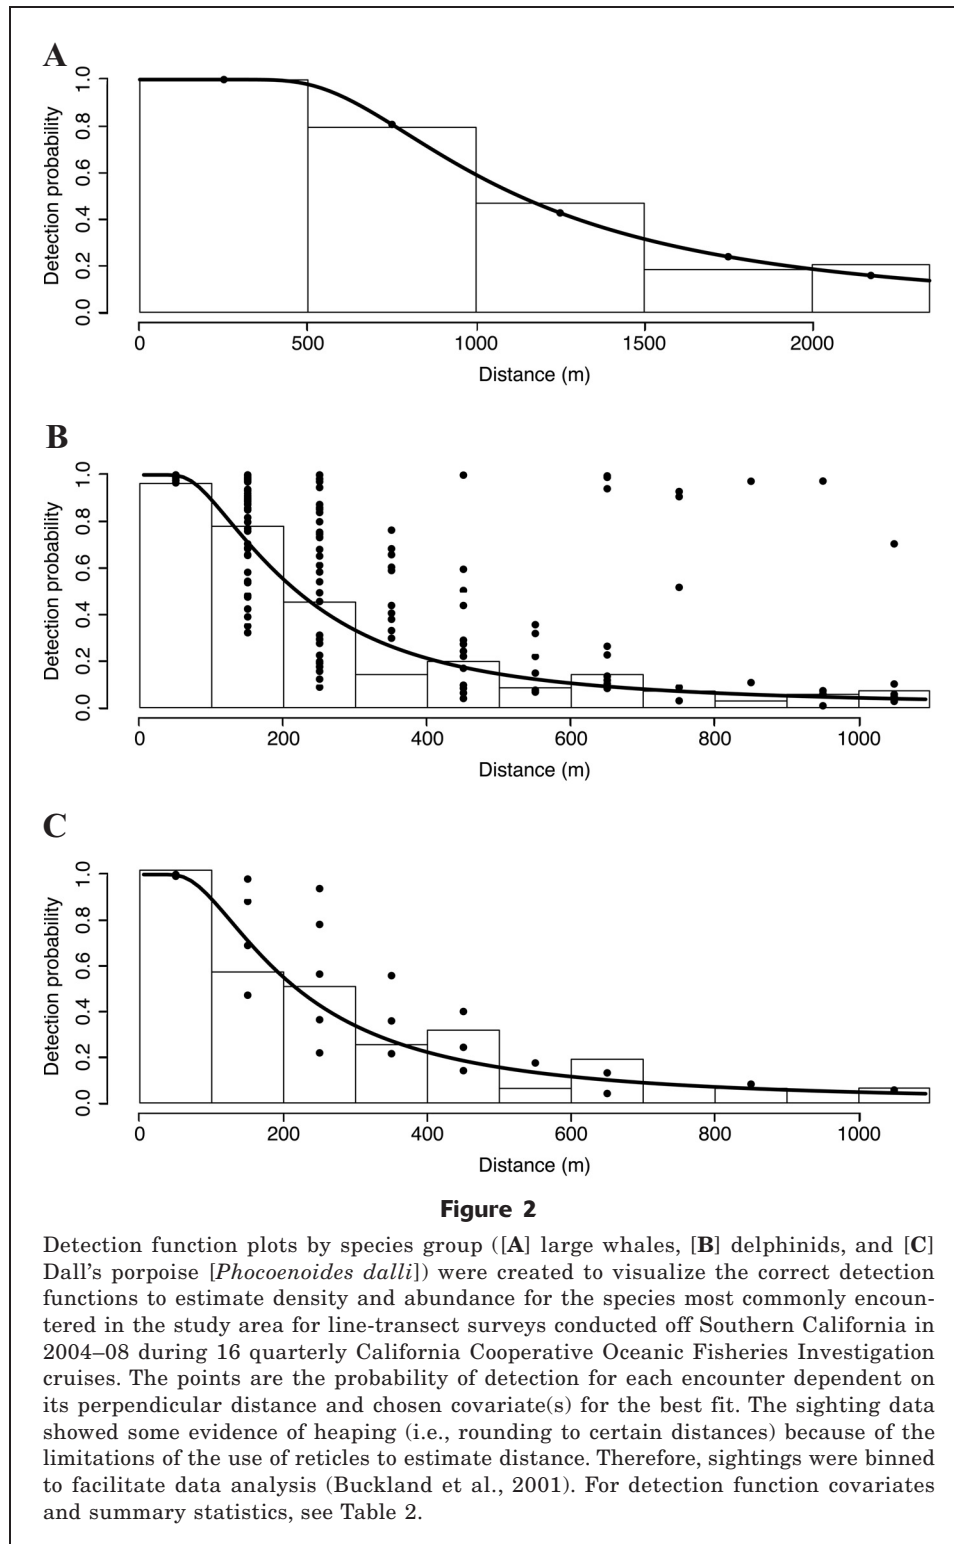 A
Detection probability
0.0 0.2 0.4 0.6 0.8 1.0
0 500 1000 1500 2000
Distance (m)
B
Detection probability
0.0 0.2 0.4 0.6 0.8 1.0
0 200 400 600 800 1000
Distance (m)
C
Detection probability
0.0 0.2 0.4 0.6 0.8 1.0
0 200 400 600 800 1000
Distance (m)
Figure 2
Detection function plots by species group ([A] large whales, [B] delphinids, and [C]
Dall's porpoise [Phocoenoides dalli]) were created to visualize the correct detection
functions to estimate density and abundance for the species most commonly encoun-
tered in the study area for line-transect surveys conducted off Southern California in
2004–08 during 16 quarterly California Cooperative Oceanic Fisheries Investigation
cruises. The points are the probability of detection for each encounter dependent on
its perpendicular distance and chosen covariate(s) for the best fit. The sighting data
showed some evidence of heaping (i.e., rounding to certain distances) because of the
limitations of the use of reticles to estimate distance. Therefore, sightings were binned
to facilitate data analysis (Buckland et al., 2001). For detection function covariates
and summary statistics, see Table 2.